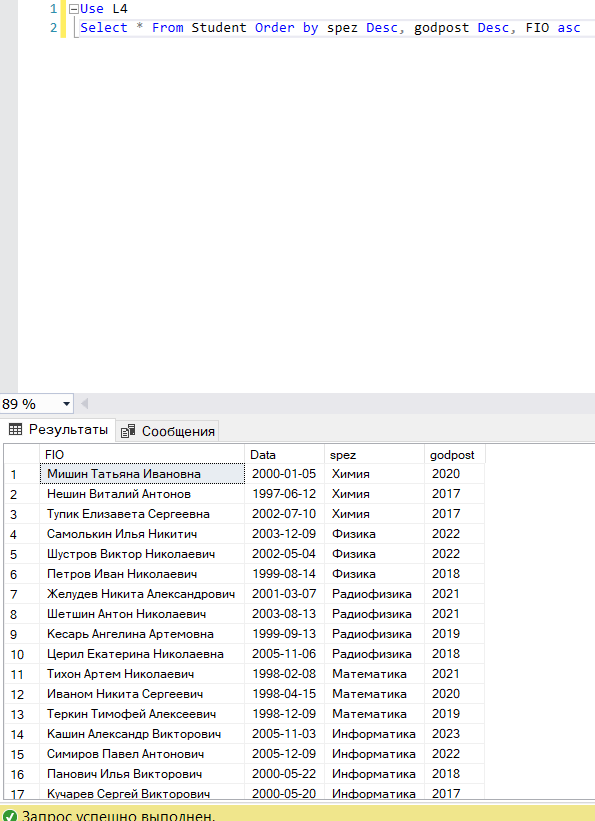 1 Use L4
2 Select * From Student Order by spez Desc, godpost Desc, FIO asc
89 %
Результаты Сообщения
FIO Data spez godpost
1 Мишин Татьяна Ивановна 2000-01-05 Химия 2020
2 Нешин Виталий Антонов 1997-06-12 Химия 2017
3 Тупик Елизавета Сергеевна 2002-07-10 Химия 2017
4 Самолькин Илья Никитич 2003-12-09 Физика 2022
5 Шустров Виктор Николаевич 2002-05-04 Физика 2022
6 Петров Иван Николаевич 1999-08-14 Физика 2018
7 Желудев Никита Александрович 2001-03-07 Радиофизика 2021
8 Шетшин Антон Николаевич 2003-08-13 Радиофизика 2021
9 Кесарь Ангелина Артемовна 1999-09-13 Радиофизика 2019
10 Церил Екатерина Николаевна 2005-11-06 Радиофизика 2018
11 Тихон Артем Николаевич 1998-02-08 Математика 2021
12 Иваном Никита Сергеевич 1998-04-15 Математика 2020
13 Теркин Тимофей Алексеевич 1998-12-09 Математика 2019
14 Кашин Александр Викторович 2005-11-03 Информатика 2023
15 Симиров Павел Антонович 2005-12-09 Информатика 2022
16 Панович Илья Викторович 2000-05-22 Информатика 2018
17 Кучарев Сергей Викторович 2000-05-20 Информатика 2017
Запрос успешно выполнен.